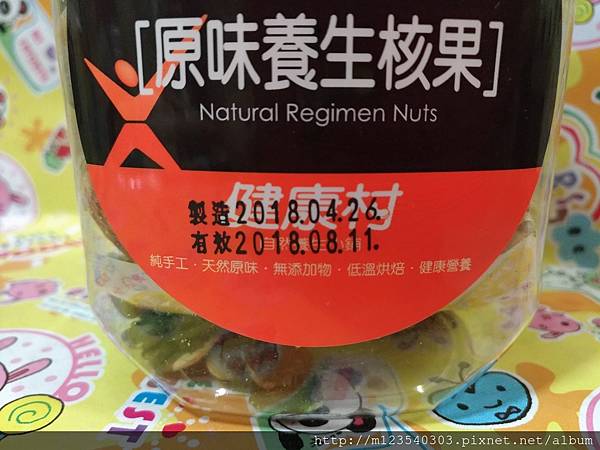 [原味養生核果]
Natural Regimen Nuts
健康村
製造2018.04.26.
有效2018.08.11.
純手工·天然原味·無添加物·低溫烘焙·健康營養
HELLO
EST
http://m123540303.pixnet.net/album